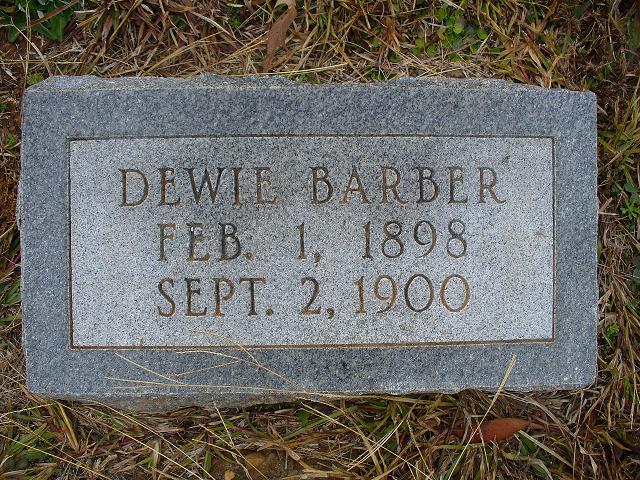 DEWIE BARBER
FEB. 1, 1898
SEPT. 2, 1900